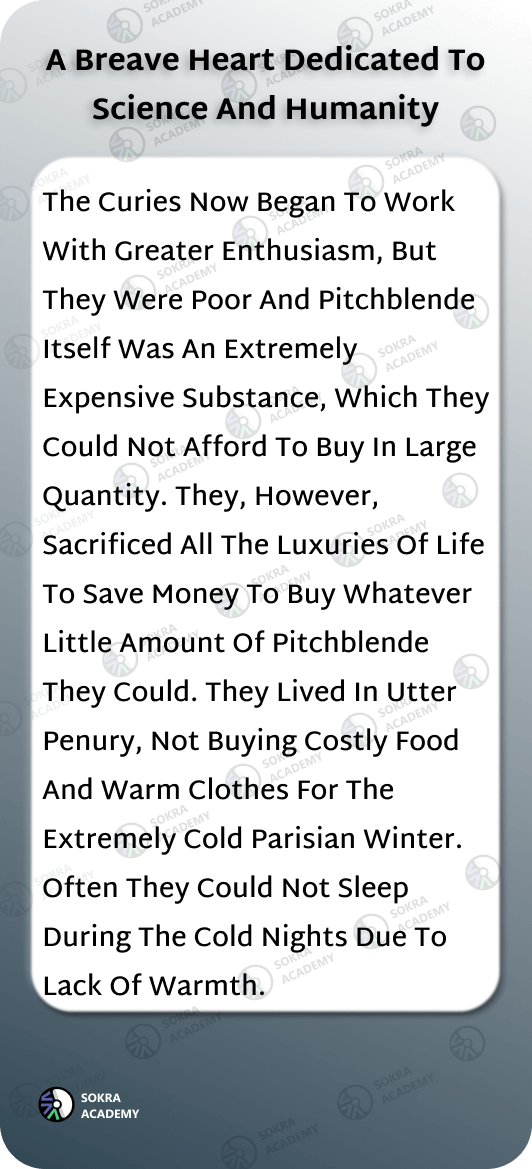 A Breave Heart Dedicated To
Science And Humanity
The Curies Now Began To Work
With Greater Enthusiasm, But
They Were Poor And Pitchblende
Itself Was An Extremely
Expensive Substance, Which They
Could Not Afford To Buy In Large
Quantity. They, However,
Sacrificed All The Luxuries Of Life
To Save Money To Buy Whatever
Little Amount Of Pitchblende
They Could. They Lived In Utter
Penury, Not Buying Costly Food
And Warm Clothes For The
Extremely Cold Parisian Winter.
Often They Could Not Sleep
During The Cold Nights Due To
Lack Of Warmth.
SOKRA
ACADEMY